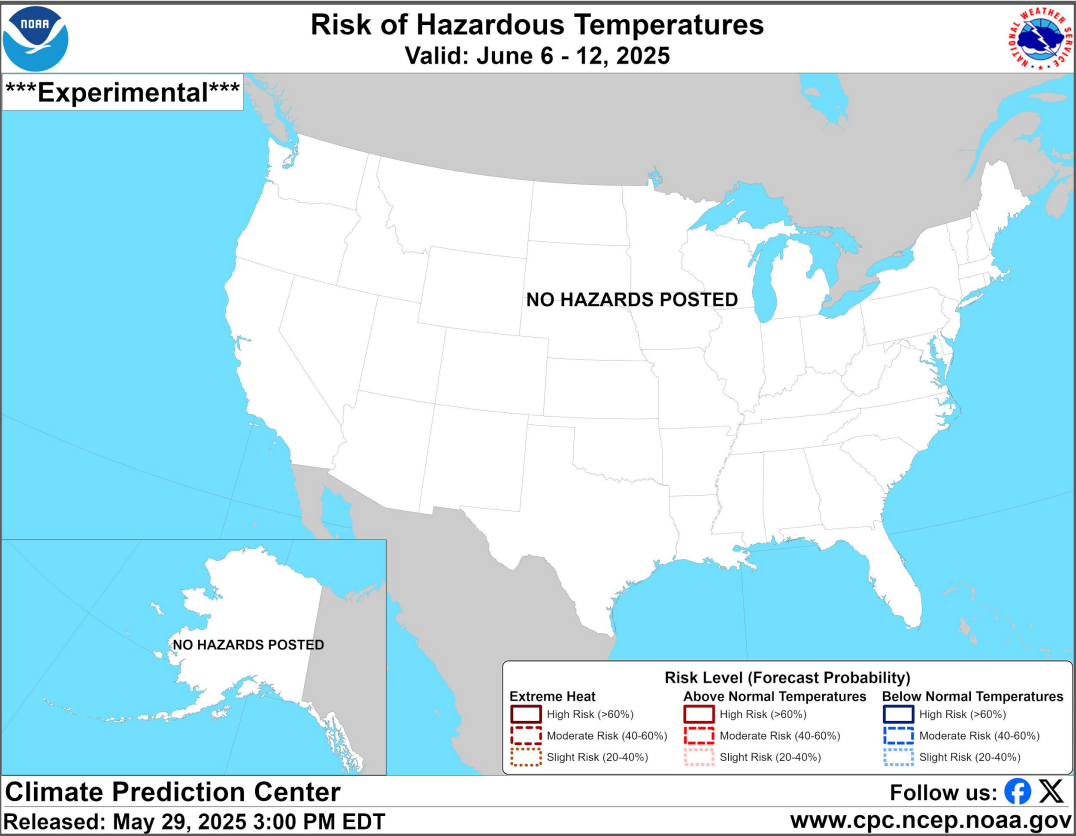 NOAA
Risk of Hazardous Temperatures
Valid: June 6 - 12, 2025
NATIONAL WEATHER SERVICE
***Experimental***
NO HAZARDS POSTED
NO HAZARDS POSTED
Risk Level (Forecast Probability)
Extreme Heat Above Normal Temperatures Below Normal Temperatures
High Risk (>60%) High Risk (>60%) High Risk (>60%)
Moderate Risk (40-60%) Moderate Risk (40-60%) Moderate Risk (40-60%)
Slight Risk (20-40%) Slight Risk (20-40%) Slight Risk (20-40%)
Climate Prediction Center
Follow us:
Released: May 29, 2025 3:00 PM EDT
www.cpc.ncep.noaa.gov